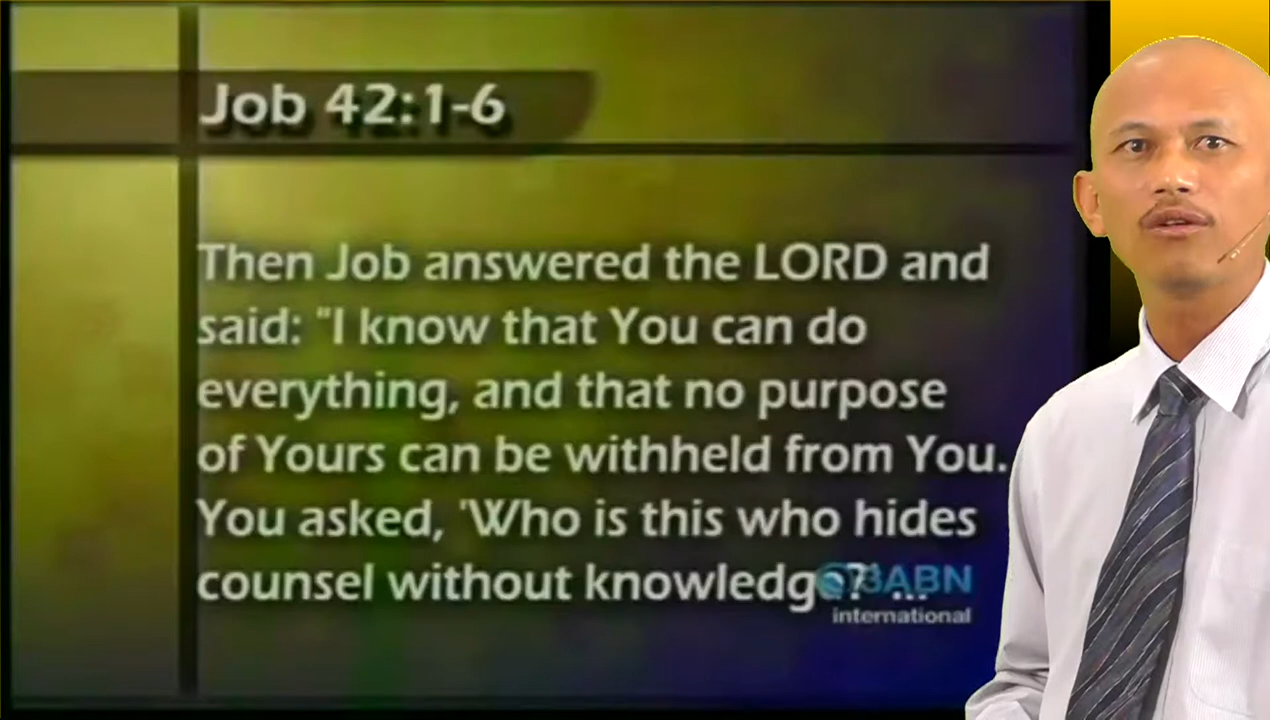 Job 42:1-6
Then Job answered the LORD and
said: "I know that You can do
everything, and that no purpose
of Yours can be withheld from You.
You asked, 'Who is this who hides
counsel without knowledge?' ...
3ABN
international